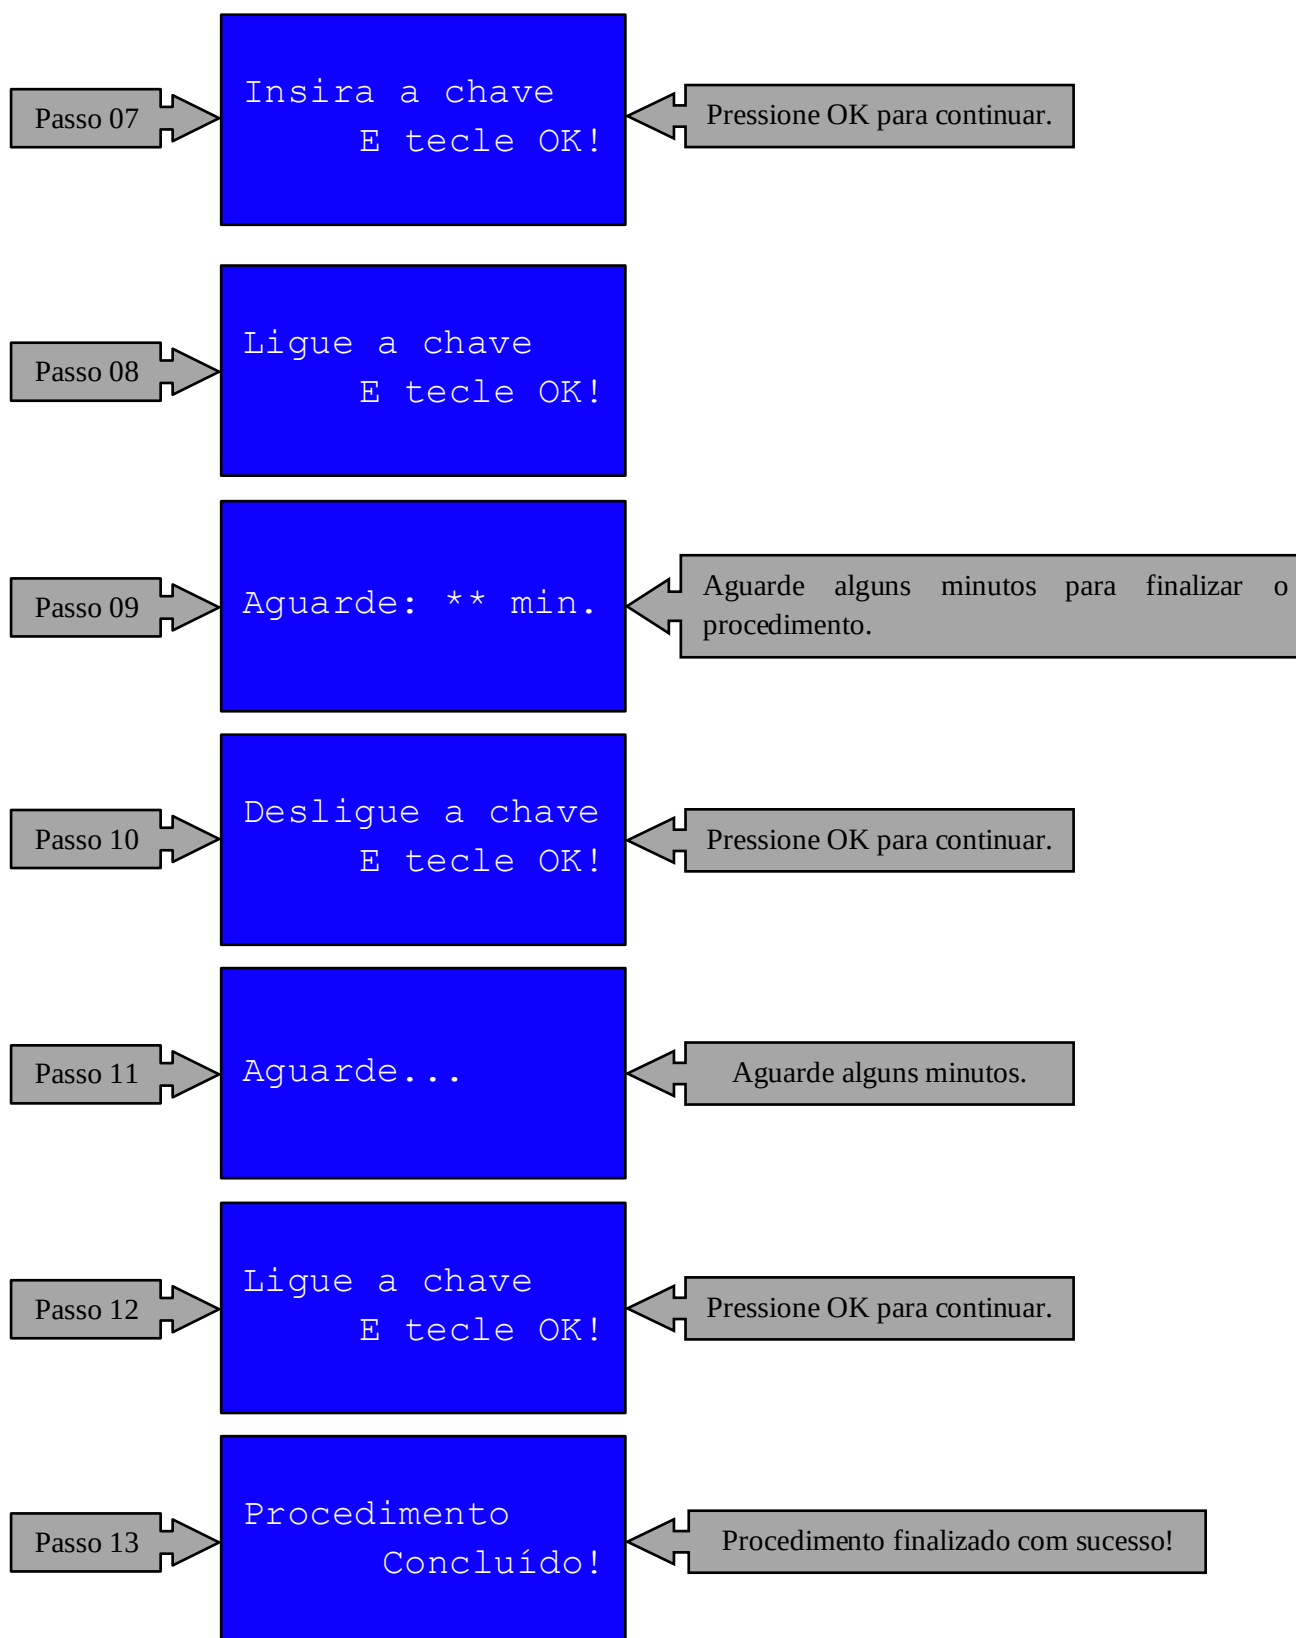 Passo 07
Insira a chave
E tecle OK!
Pressione OK para continuar.
Passo 08
Ligue a chave
E tecle OK!
Passo 09
Aguarde: ** min.
Aguarde alguns minutos para finalizar o
procedimento.
Passo 10
Desligue a chave
E tecle OK!
Pressione OK para continuar.
Passo 11
Aguarde...
Aguarde alguns minutos.
Passo 12
Ligue a chave
E tecle OK!
Pressione OK para continuar.
Passo 13
Procedimento
Concluído!
Procedimento finalizado com sucesso!